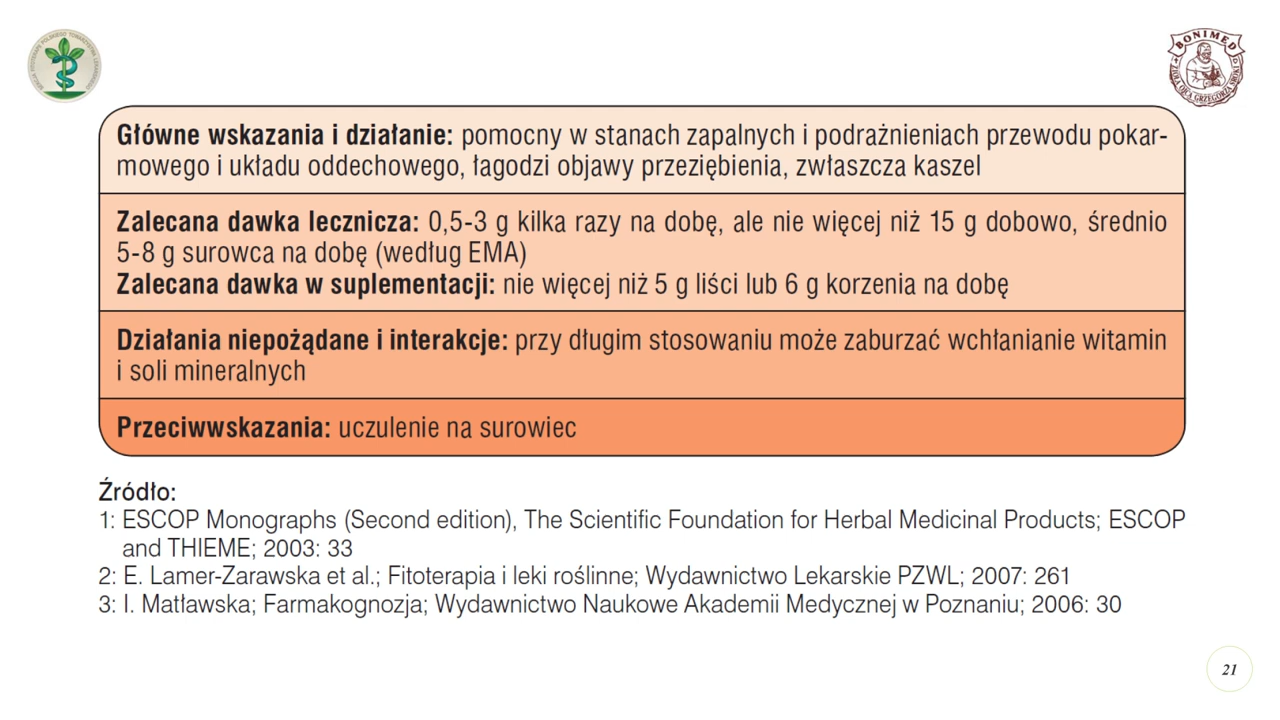 BONIMED
ZIOŁA OJ-A GRZEGORZA SROKI
Główne wskazania i działanie: pomocny w stanach zapalnych i podrażnieniach przewodu pokar-
mowego i układu oddechowego, łagodzi objawy przeziębienia, zwłaszcza kaszel
Zalecana dawka lecznicza: 0,5-3 g kilka razy na dobę, ale nie więcej niż 15 g dobowo, średnio
5-8 g surowca na dobę (według EMA)
Zalecana dawka w suplementacji: nie więcej niż 5 g liści lub 6 g korzenia na dobę
Działania niepożądane i interakcje: przy długim stosowaniu może zaburzać wchłanianie witamin
i soli mineralnych
Przeciwwskazania: uczulenie na surowiec
Źródło:
1: ESCOP Monographs (Second edition), The Scientific Foundation for Herbal Medicinal Products; ESCOP
and THIEME; 2003: 33
2: E. Lamer-Zarawska et al.; Fitoterapia i leki roślinne; Wydawnictwo Lekarskie PZWL; 2007: 261
3: I. Matławska; Farmakognozja; Wydawnictwo Naukowe Akademii Medycznej w Poznaniu; 2006: 30
21